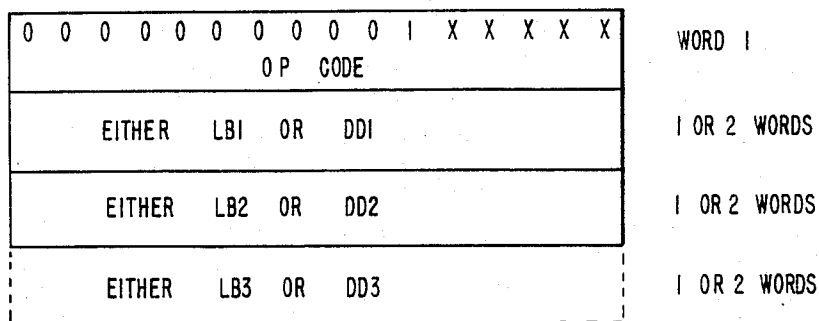 0 0 0 0 0 0 0 0 0 0 1 X X X X X WORD 1
OP CODE
EITHER LB1 OR DD1 1 OR 2 WORDS
EITHER LB2 OR DD2 1 OR 2 WORDS
EITHER LB3 OR DD3 1 OR 2 WORDS